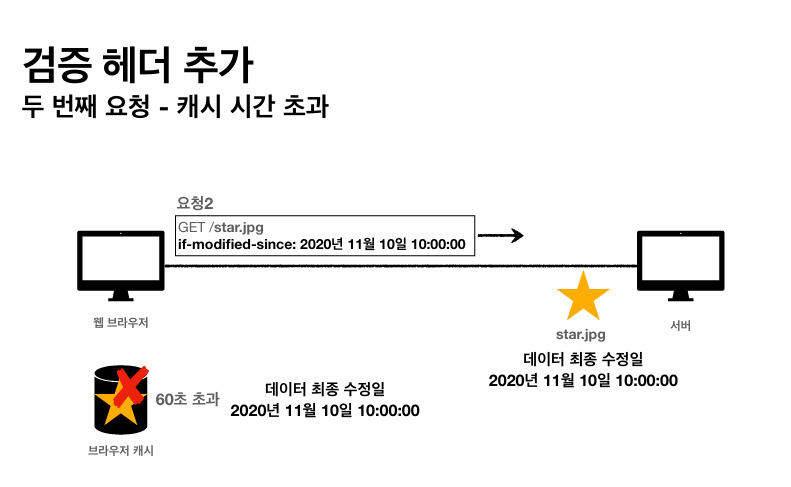 검증 헤더 추가
두 번째 요청 - 캐시 시간 초과
요청2
GET /star.jpg
if-modified-since: 2020년 11월 10일 10:00:00
웹 브라우저
star.jpg
서버
데이터 최종 수정일
2020년 11월 10일 10:00:00
60초 초과
데이터 최종 수정일
2020년 11월 10일 10:00:00
브라우저 캐시